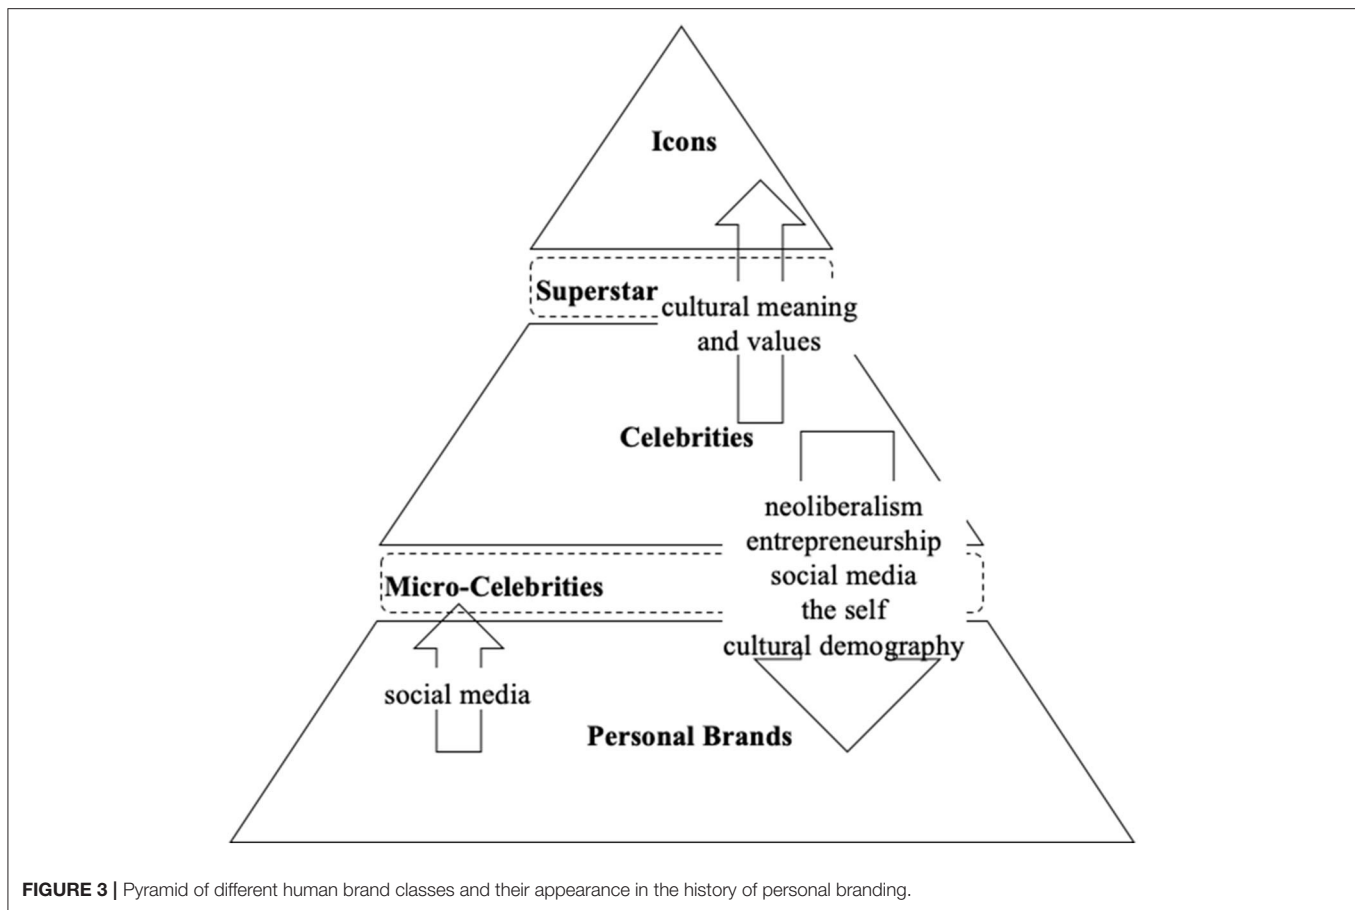 Icons
Superstar
cultural meaning
and values
Celebrities
neoliberalism
entrepreneurship
social media
the self
cultural demography
Micro-Celebrities
social media
Personal Brands
FIGURE 3 | Pyramid of different human brand classes and their appearance in the history of personal branding.